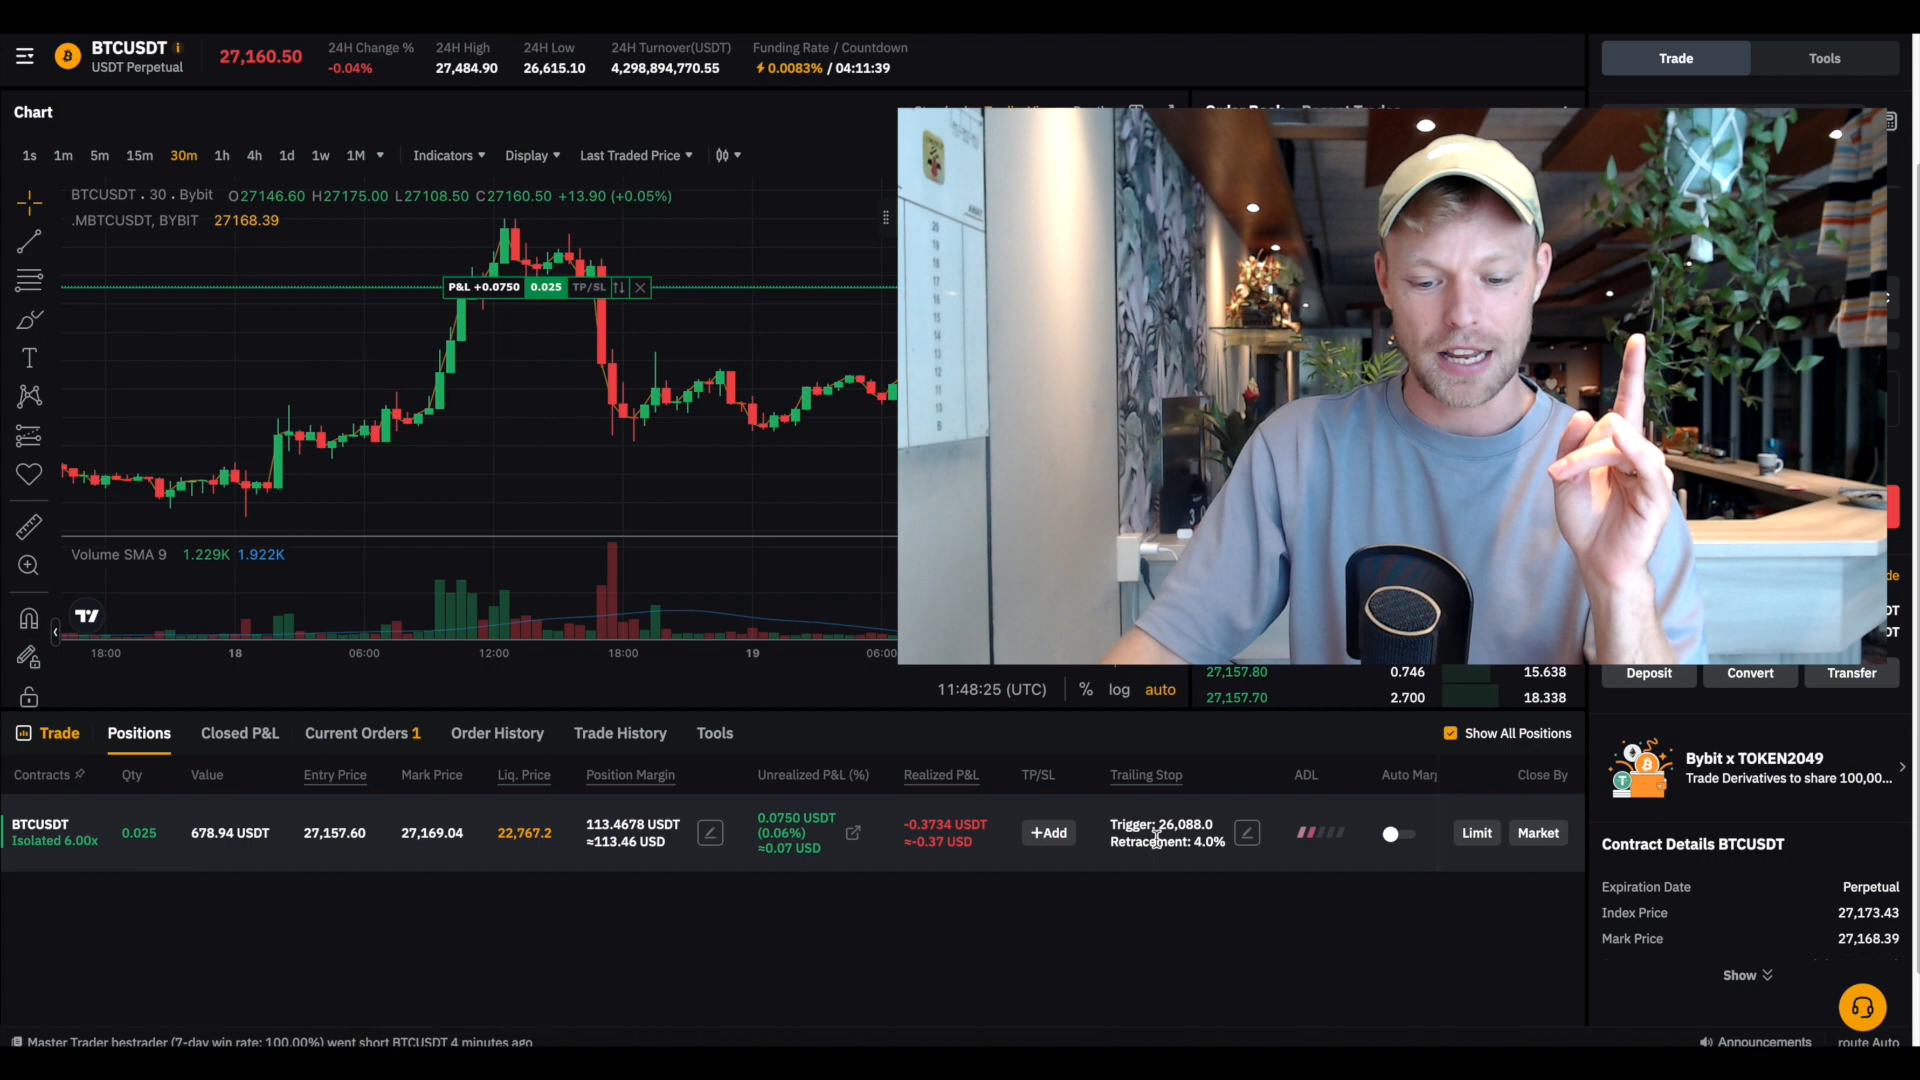 BTCUSDT
USDT Perpetual
27,160.50
24H Change %
-0.04%
24H High
27,484.90
24H Low
26,615.10
24H Turnover(USDT)
4,298,894,770.55
Funding Rate / Countdown
0.0083% / 04:11:39
Trade
Tools
Chart
1s 1m 5m 15m 30m 1h 4h 1d 1w 1M
Indicators
Display
Last Traded Price
BTCUSDT . 30 . Bybit O27146.60 H27175.00 L27108.50 C27160.50 +13.90 (+0.05%)
.MBTCUSDT, BYBIT 27168.39
P&L +0.0750 0.025 TP/SL
Volume SMA 9 1.229K 1.922K
18:00 18 06:00 12:00 18:00 19 06:00
11:48:25 (UTC) % log auto
27,157.80 0.746 15.638
27,157.70 2.700 18.338
Deposit
Convert
Transfer
Trade
Positions
Closed P&L
Current Orders 1
Order History
Trade History
Tools
Show All Positions
Contracts
Qty
Value
Entry Price
Mark Price
Liq. Price
Position Margin
Unrealized P&L (%)
Realized P&L
TP/SL
Trailing Stop
ADL
Auto Marg
Close By
BTCUSDT
Isolated 6.00x
0.025
678.94 USDT
27,157.60
27,169.04
22,767.2
113.4678 USDT
≈113.46 USD
0.0750 USDT
(0.06%)
≈0.07 USD
-0.3734 USDT
≈-0.37 USD
+Add
Trigger: 26,088.0
Retracement: 4.0%
Limit
Market
Bybit x TOKEN2049
Trade Derivatives to share 100,00...
Contract Details BTCUSDT
Expiration Date Perpetual
Index Price 27,173.43
Mark Price 27,168.39
Show
Master Trader bestrader (7-day win rate: 100.00%) went short BTCUSDT 4 minutes ago
Announcements
route Auto